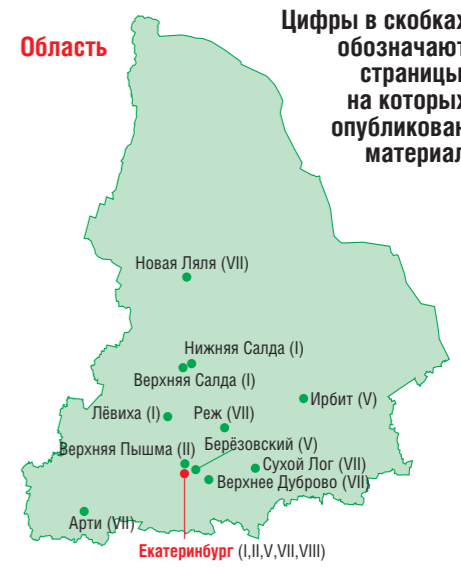 Область
Цифры в скобках
обозначают
страницы,
на которых
опубликован
материал
Новая Ляля (VII)
Нижняя Салда (I)
Верхняя Салда (I)
Ирбит (V)
Лёвиха (I)
Реж (VII)
Верхняя Пышма (II)
Берёзовский (V)
Сухой Лог (VII)
Верхнее Дуброво (VII)
Арти (VII)
Екатеринбург (I,II,V,VII,VIII)